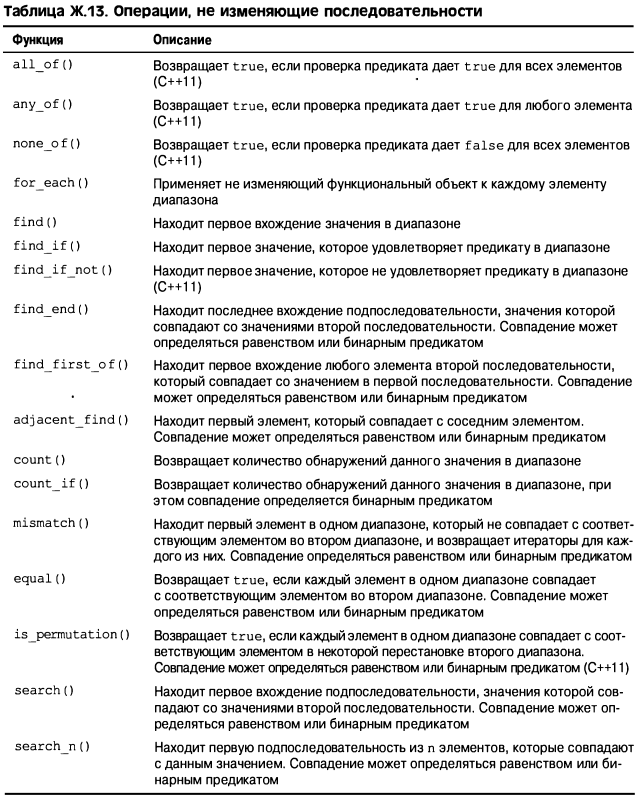 Таблица Ж.13. Операции, не изменяющие последовательности
Функция Описание
all_of() Возвращает true, если проверка предиката дает true для всех элементов
(C++11)
any_of() Возвращает true, если проверка предиката дает true для любого элемента
(C++11)
none_of() Возвращает true, если проверка предиката дает false для всех элементов
(C++11)
for_each() Применяет не изменяющий функциональный объект к каждому элементу
диапазона
find() Находит первое вхождение значения в диапазоне
find_if() Находит первое значение, которое удовлетворяет предикату в диапазоне
find_if_not() Находит первое значение, которое не удовлетворяет предикату в диапазоне
(C++11)
find_end() Находит последнее вхождение подпоследовательности, значения которой
совпадают со значениями второй последовательности. Совпадение может
определяться равенством или бинарным предикатом
find_first_of() Находит первое вхождение любого элемента второй последовательности,
который совпадает со значением в первой последовательности. Совпадение
может определяться равенством или бинарным предикатом
adjacent_find() Находит первый элемент, который совпадает с соседним элементом.
Совпадение может определяться равенством или бинарным предикатом
count() Возвращает количество обнаружений данного значения в диапазоне
count_if() Возвращает количество обнаружений данного значения в диапазоне, при
этом совпадение определяется бинарным предикатом
mismatch() Находит первый элемент в одном диапазоне, который не совпадает с соответ-
ствующим элементом во втором диапазоне, и возвращает итераторы для каж-
дого из них. Совпадение определяться равенством или бинарным предикатом
equal() Возвращает true, если каждый элемент в одном диапазоне совпадает
с соответствующим элементом во втором диапазоне. Совпадение может
определяться равенством или бинарным предикатом
is_permutation() Возвращает true, если каждый элемент в одном диапазоне совпадает с соот-
ветствующим элементом в некоторой перестановке второго диапазона.
Совпадение может определяться равенством или бинарным предикатом (C++11)
search() Находит первое вхождение подпоследовательности, значения которой сов-
падают со значениями второй последовательности. Совпадение может оп-
ределяться равенством или бинарным предикатом
search_n() Находит первую подпоследовательность из n элементов, которые совпадают
с данным значением. Совпадение может определяться равенством или би-
нарным предикатом